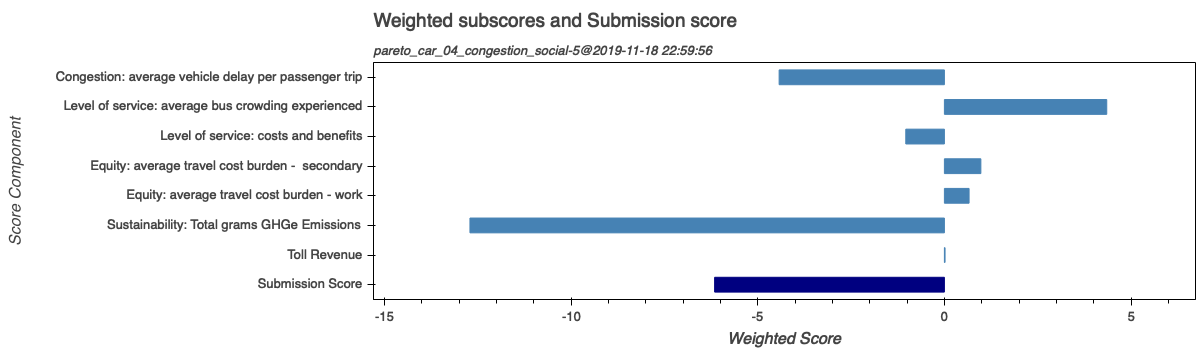 Weighted subscores and Submission score
pareto_car_04_congestion_social-5@2019-11-18 22:59:56
Score Component
Congestion: average vehicle delay per passenger trip
Level of service: average bus crowding experienced
Level of service: costs and benefits
Equity: average travel cost burden -  secondary
Equity: average travel cost burden - work
Sustainability: Total grams GHGe Emissions
Toll Revenue
Submission Score
-15 -10 -5 0 5
Weighted Score